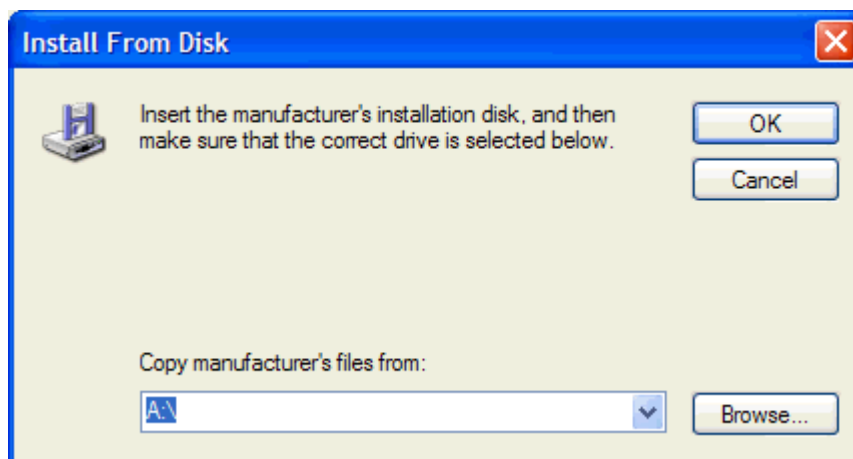 Install From Disk
Insert the manufacturer's installation disk, and then
make sure that the correct drive is selected below.
OK
Cancel
Copy manufacturer's files from:
A:\
Browse...